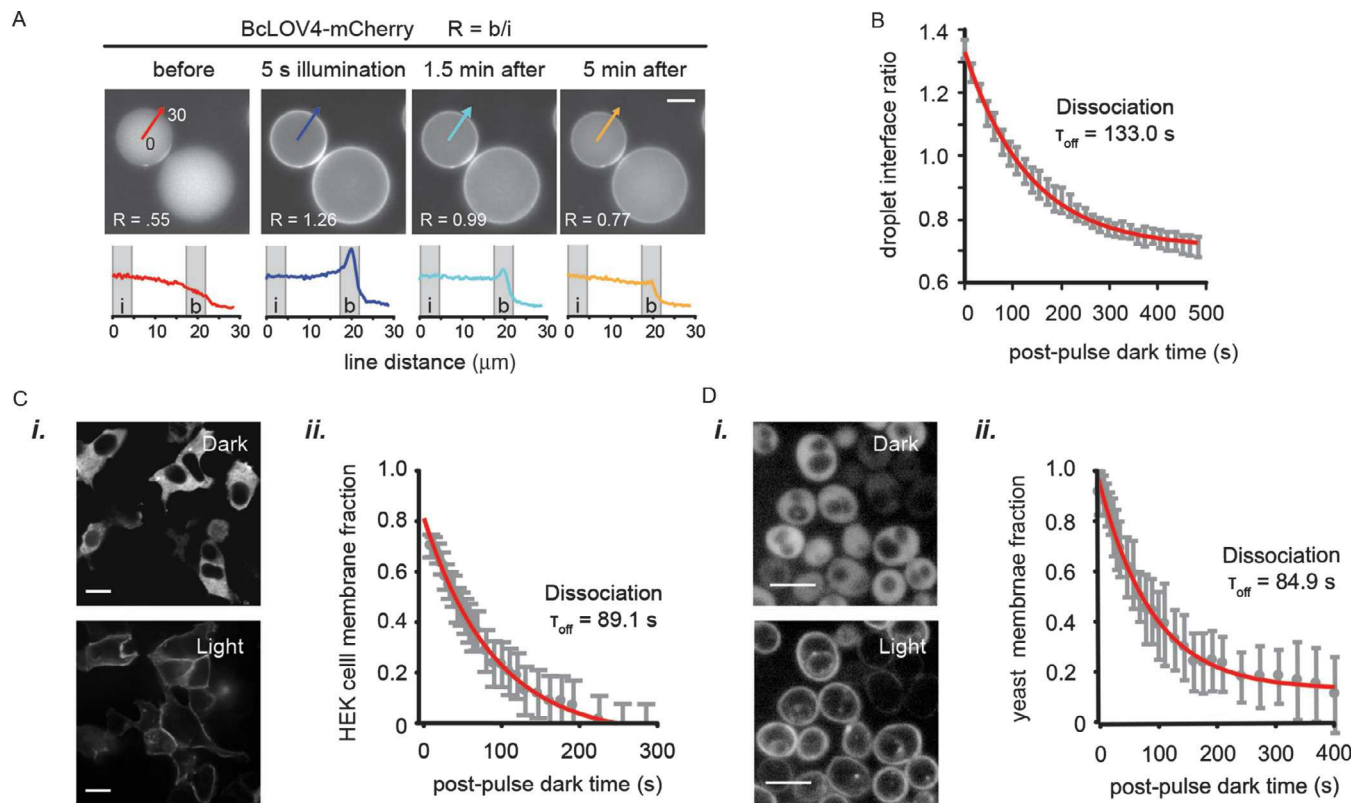 A
BcLOV4-mCherry R = b/i
before 5 s illumination 1.5 min after 5 min after
30
0
R = .55 R = 1.26 R = 0.99 R = 0.77
i b i b i b i b
0 10 20 30 0 10 20 30 0 10 20 30 0 10 20 30
line distance (μm)
B
1.4
1.2
1.0
0.8
0.6
droplet interface ratio
Dissociation
τoff = 133.0 s
0 100 200 300 400 500
post-pulse dark time (s)
C
i.
Dark
Light
ii.
1.0
0.8
0.6
0.4
0.2
0
HEK celll membrane fraction
Dissociation
τoff = 89.1 s
0 100 200 300
post-pulse dark time (s)
D
i.
Dark
Light
ii.
1.0
0.8
0.6
0.4
0.2
0
yeast membrnae fraction
Dissociation
τoff = 84.9 s
0 100 200 300 400
post-pulse dark time (s)